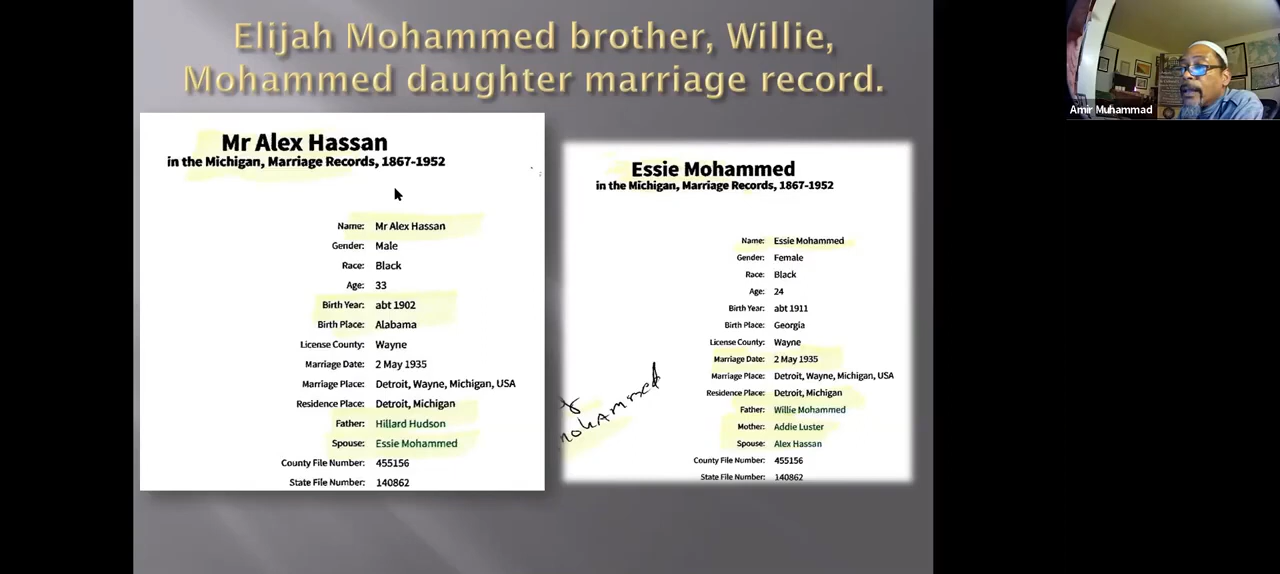 Elijah Mohammed brother, Willie,
Mohammed daughter marriage record.
Mr Alex Hassan
in the Michigan, Marriage Records, 1867-1952
Name: Mr Alex Hassan
Gender: Male
Race: Black
Age: 33
Birth Year: abt 1902
Birth Place: Alabama
License County: Wayne
Marriage Date: 2 May 1935
Marriage Place: Detroit, Wayne, Michigan, USA
Residence Place: Detroit, Michigan
Father: Hillard Hudson
Spouse: Essie Mohammed
County File Number: 455156
State File Number: 140862
Essie Mohammed
in the Michigan, Marriage Records, 1867-1952
Name: Essie Mohammed
Gender: Female
Race: Black
Age: 24
Birth Year: abt 1911
Birth Place: Georgia
License County: Wayne
Marriage Date: 2 May 1935
Marriage Place: Detroit, Wayne, Michigan, USA
Residence Place: Detroit, Michigan
Father: Willie Mohammed
Mother: Addie Luster
Spouse: Alex Hassan
County File Number: 455156
State File Number: 140862
mohammed
Amir Muhammad